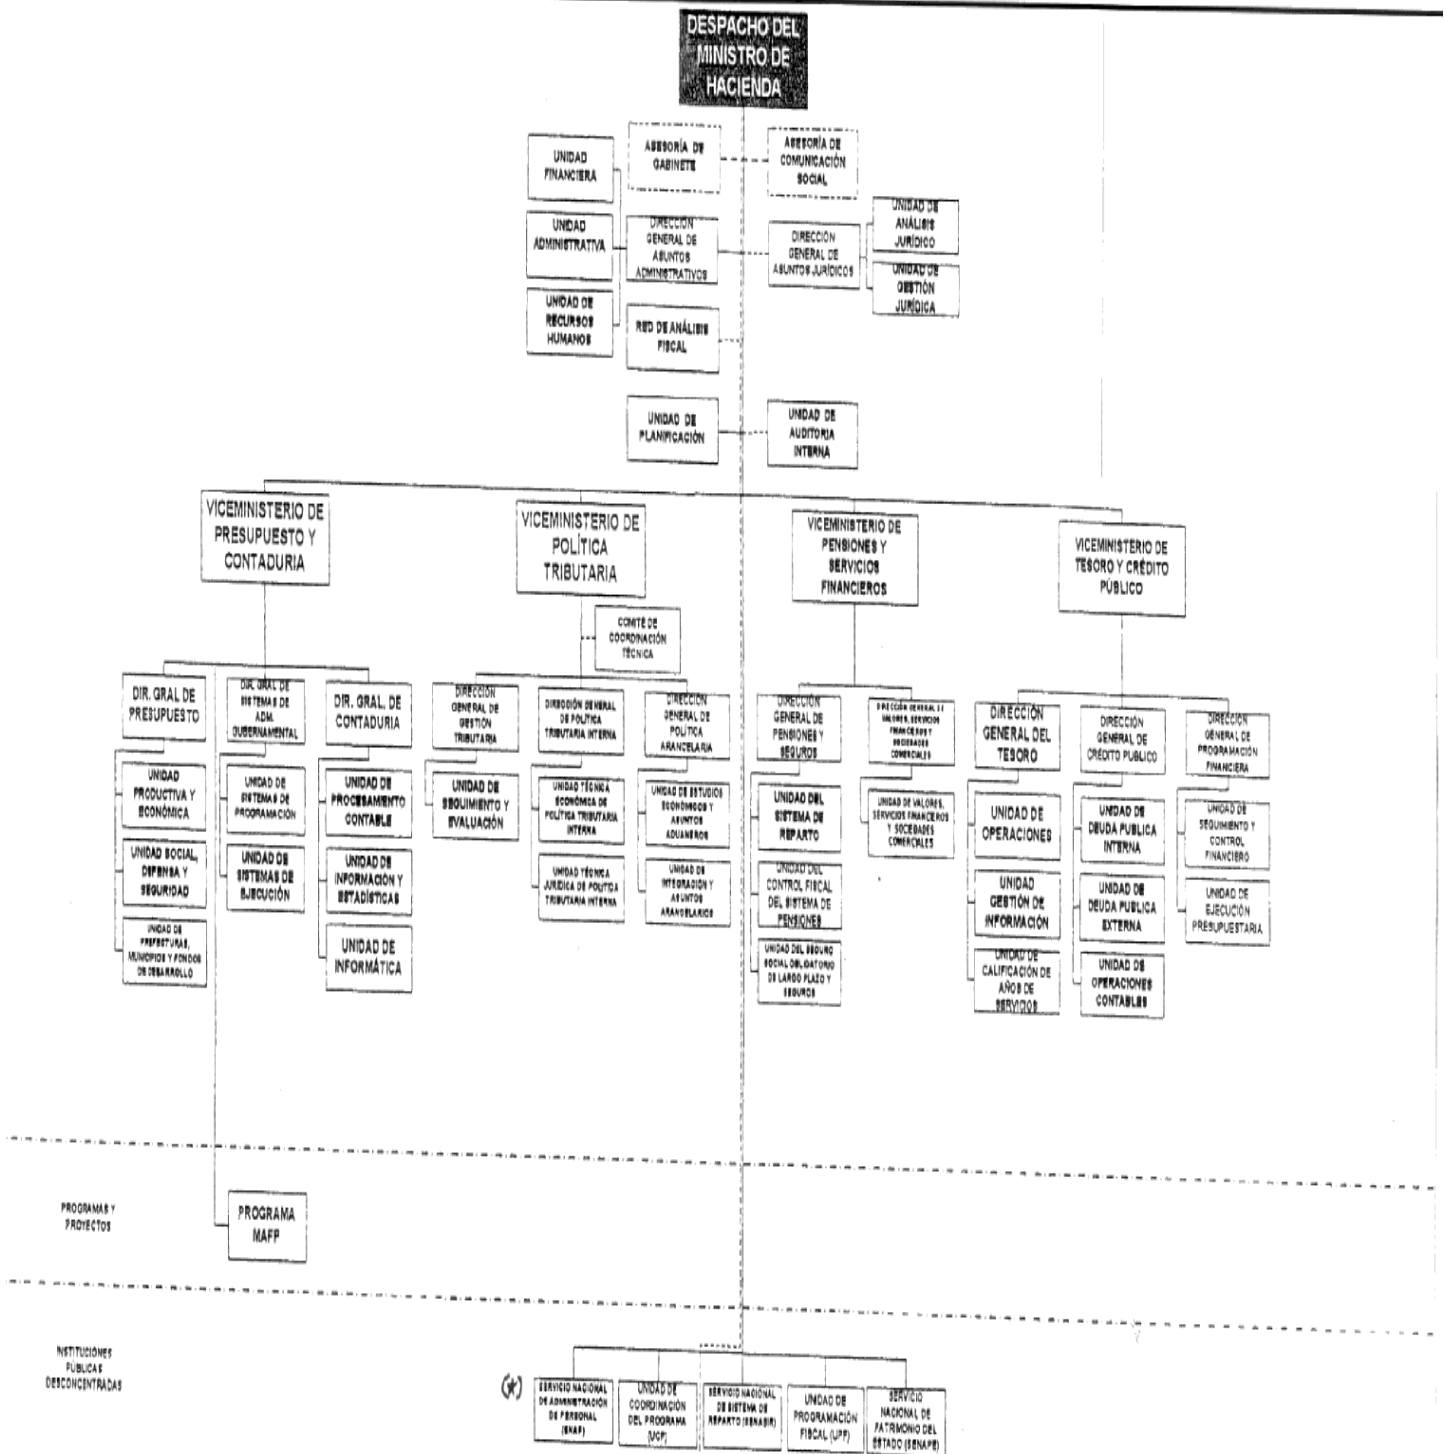 DESPACHO DEL
MINISTRO DE
HACIENDA
UNIDAD
FINANCIERA
ASESORÍA DE
GABINETE
ASESORÍA DE
COMUNICACIÓN
SOCIAL
UNIDAD
ADMINISTRATIVA
DIRECCIÓN
GENERAL DE
ASUNTOS
ADMINISTRATIVOS
DIRECCIÓN
GENERAL DE
ASUNTOS JURÍDICOS
UNIDAD DE
ANÁLISIS
JURÍDICO
UNIDAD DE
GESTIÓN
JURÍDICA
UNIDAD DE
RECURSOS
HUMANOS
RED DE ANÁLISIS
FISCAL
UNIDAD DE
PLANIFICACIÓN
UNIDAD DE
AUDITORIA
INTERNA
VICEMINISTERIO DE
PRESUPUESTO Y
CONTADURIA
VICEMINISTERIO DE
POLÍTICA
TRIBUTARIA
VICEMINISTERIO DE
PENSIONES Y
SERVICIOS
FINANCIEROS
VICEMINISTERIO DE
TESORO Y CRÉDITO
PÚBLICO
COMITÉ DE
COORDINACIÓN
TÉCNICA
DIR. GRAL DE
PRESUPUESTO
DIR. GRAL DE
SISTEMAS DE
ADM.
GUBERNAMENTAL
DIR. GRAL. DE
CONTADURIA
DIRECCIÓN
GENERAL DE
GESTIÓN
TRIBUTARIA
DIRECCIÓN GENERAL
DE POLÍTICA
TRIBUTARIA INTERNA
DIRECCIÓN
GENERAL DE
POLÍTICA
ARANCELARIA
DIRECCIÓN
GENERAL DE
PENSIONES Y
SEGUROS
DIRECCIÓN GENERAL DE
VALORES, SERVICIOS
FINANCIEROS Y
SOCIEDADES
COMERCIALES
DIRECCIÓN
GENERAL DEL
TESORO
DIRECCIÓN
GENERAL DE
CRÉDITO PUBLICO
DIRECCIÓN
GENERAL DE
PROGRAMACIÓN
FINANCIERA
UNIDAD
PRODUCTIVA Y
ECONÓMICA
UNIDAD DE
SISTEMAS DE
PROGRAMACIÓN
UNIDAD DE
PROCESAMIENTO
CONTABLE
UNIDAD DE
SEGUIMIENTO Y
EVALUACIÓN
UNIDAD TÉCNICA
ECONÓMICA DE
POLÍTICA TRIBUTARIA
INTERNA
UNIDAD DE ESTUDIOS
ECONÓMICOS Y
ASUNTOS
ADUANEROS
UNIDAD DEL
SISTEMA DE
REPARTO
UNIDAD DE VALORES,
SERVICIOS FINANCIEROS
Y SOCIEDADES
COMERCIALES
UNIDAD DE
OPERACIONES
UNIDAD DE
DEUDA PUBLICA
INTERNA
UNIDAD DE
SEGUIMIENTO Y
CONTROL
FINANCIERO
UNIDAD SOCIAL,
DEFENSA Y
SEGURIDAD
UNIDAD DE
SISTEMAS DE
EJECUCIÓN
UNIDAD DE
INFORMACIÓN Y
ESTADÍSTICAS
UNIDAD TÉCNICA
JURÍDICA DE POLÍTICA
TRIBUTARIA INTERNA
UNIDAD DE
INTEGRACIÓN Y
ASUNTOS
ARANCELARIOS
UNIDAD DEL
CONTROL FISCAL
DEL SISTEMA DE
PENSIONES
UNIDAD
GESTIÓN DE
INFORMACIÓN
UNIDAD DE
DEUDA PUBLICA
EXTERNA
UNIDAD DE
EJECUCIÓN
PRESUPUESTARIA
UNIDAD DE
PREFECTURAS,
MUNICIPIOS Y FONDOS
DE DESARROLLO
UNIDAD DE
INFORMÁTICA
UNIDAD DEL SEGURO
SOCIAL OBLIGATORIO
DE LARGO PLAZO Y
SEGUROS
UNIDAD DE
CALIFICACIÓN DE
AÑOS DE
SERVICIOS
UNIDAD DE
OPERACIONES
CONTABLES
PROGRAMAS Y
PROYECTOS
PROGRAMA
MAFP
INSTITUCIONES
PÚBLICAS
DESCONCENTRADAS
(*)
SERVICIO NACIONAL
DE ADMINISTRACIÓN
DE PERSONAL
(SNAP)
UNIDAD DE
COORDINACIÓN
DEL PROGRAMA
(UCP)
SERVICIO NACIONAL
DE SISTEMA DE
REPARTO (SENASIR)
UNIDAD DE
PROGRAMACIÓN
FISCAL (UPF)
SERVICIO
NACIONAL DE
PATRIMONIO DEL
ESTADO (SENAPE)